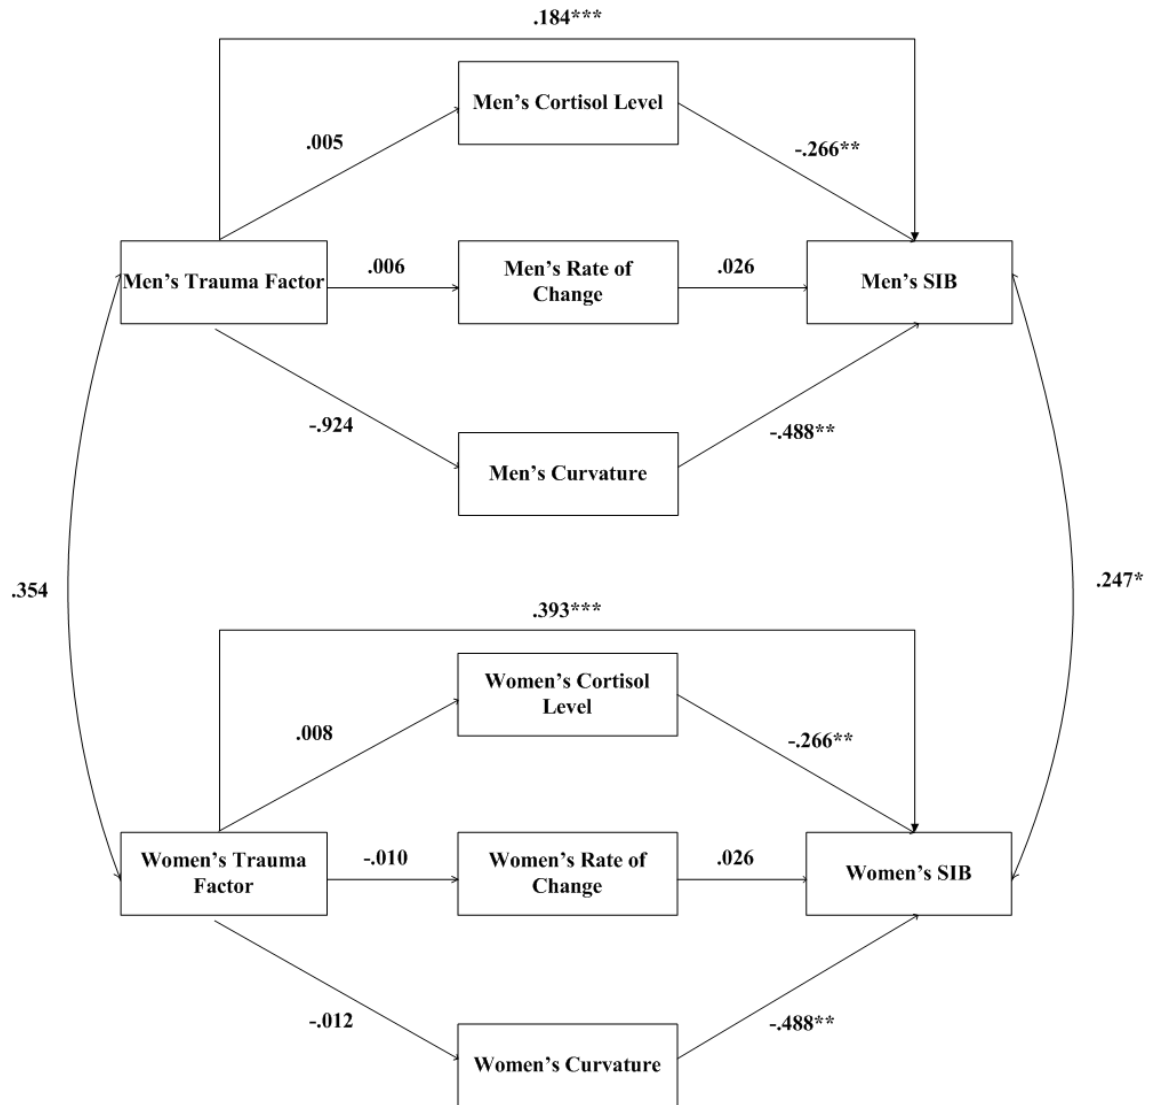 .184***
Men’s Cortisol Level
.005
-.266**
Men’s Trauma Factor
.006
Men’s Rate of
Change
.026
Men’s SIB
-.924
Men’s Curvature
-.488**
.354
.247*
.393***
Women’s Cortisol
Level
.008
-.266**
Women’s Trauma
Factor
-.010
Women’s Rate of
Change
.026
Women’s SIB
-.012
Women’s Curvature
-.488**